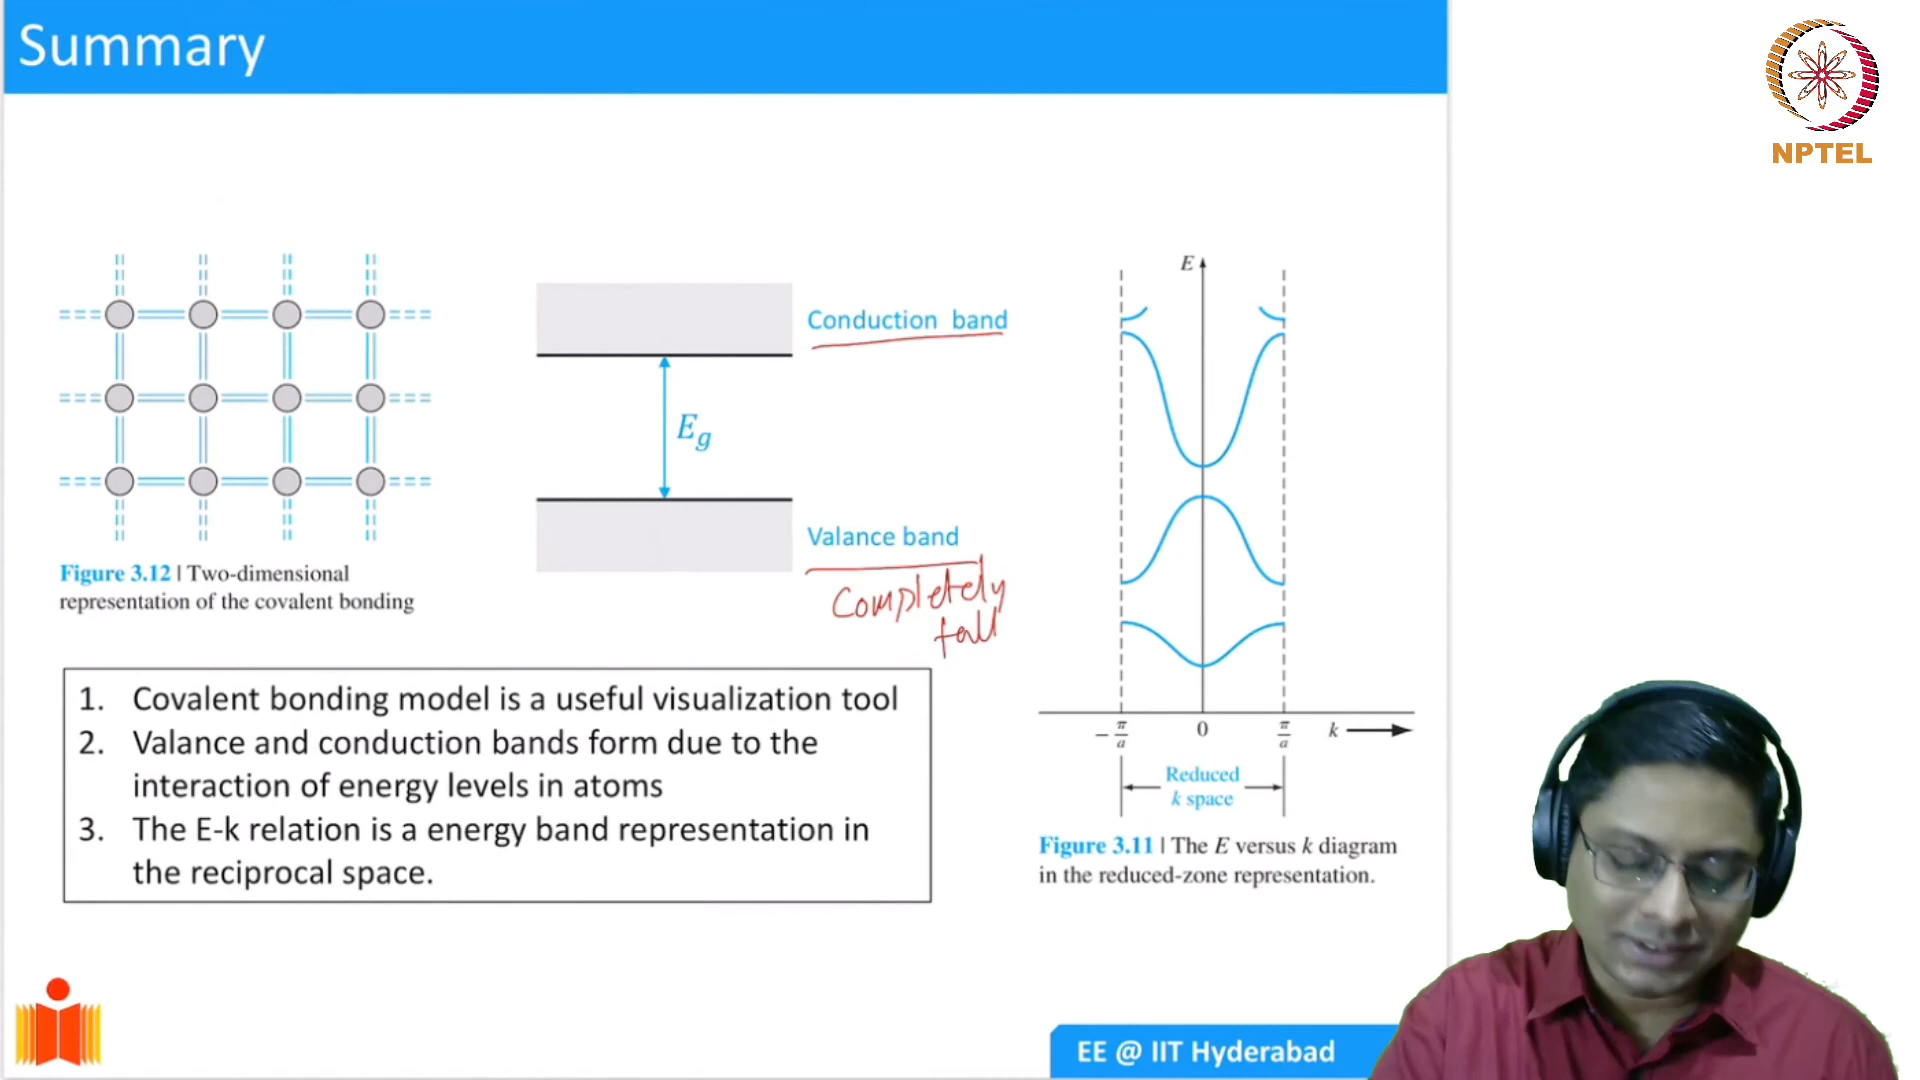 Summary
NPTEL
Conduction band
E_g
Valance band
Completely
full
Figure 3.12 | Two-dimensional
representation of the covalent bonding
1. Covalent bonding model is a useful visualization tool
2. Valance and conduction bands form due to the
interaction of energy levels in atoms
3. The E-k relation is a energy band representation in
the reciprocal space.
E
−π/a 0 π/a k
Reduced
k space
Figure 3.11 | The E versus k diagram
in the reduced-zone representation.
EE @ IIT Hyderabad